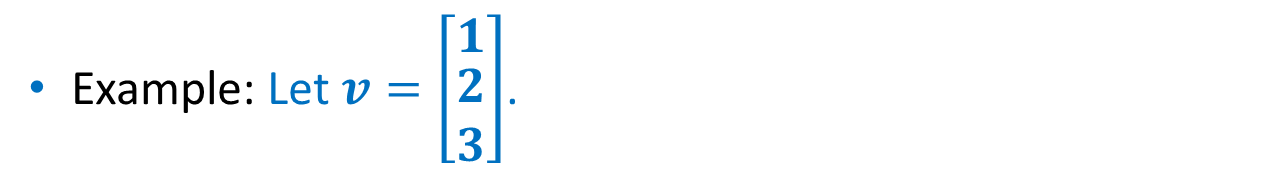 • Example: Let v = [1 2 3].